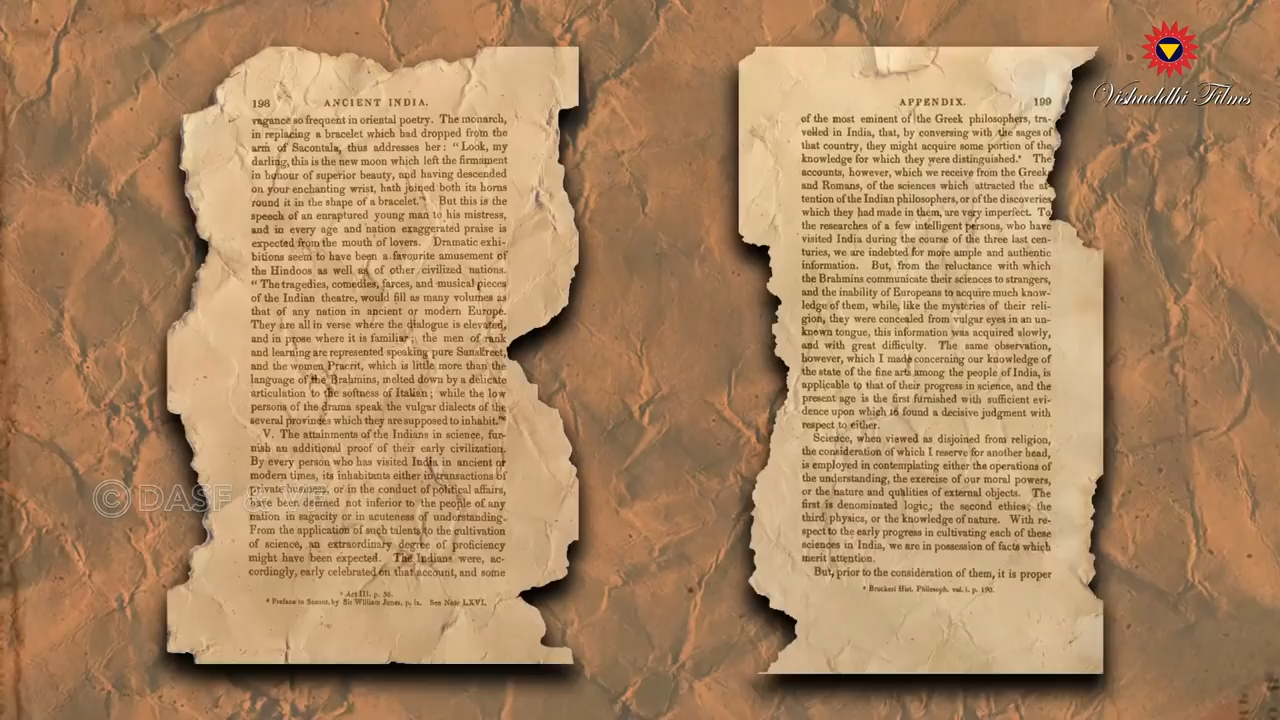 198 ANCIENT INDIA.
vagance so frequent in oriental poetry. The monarch,
in replacing a bracelet which had dropped from the
arm of Sacontala, thus addresses her: “Look, my
darling, this is the new moon which left the firmament
in honour of superior beauty, and having descended
on your enchanting wrist, hath joined both its horns
round it in the shape of a bracelet.” But this is the
speech of an enraptured young man to his mistress,
and in every age and nation exaggerated praise is
expected from the mouth of lovers. Dramatic exhi-
bitions seem to have been a favourite amusement of
the Hindoos as well as of other civilized nations.
“The tragedies, comedies, farces, and musical pieces
of the Indian theatre, would fill as many volumes as
that of any nation in ancient or modern Europe.
They are all in verse where the dialogue is elevated,
and in prose where it is familiar; the men of rank
and learning are represented speaking pure Sanskreet,
and the women Pracrit, which is little more than the
language of the Brahmins, melted down by a delicate
articulation to the softness of Italian; while the low
persons of the drama speak the vulgar dialects of the
several provinces which they are supposed to inhabit.”
V. The attainments of the Indians in science, fur-
nish an additional proof of their early civilization.
By every person who has visited India in ancient or
modern times, its inhabitants either in transactions of
private business, or in the conduct of political affairs,
have been deemed not inferior to the people of any
nation in sagacity or in acuteness of understanding.
From the application of such talents to the cultivation
of science, an extraordinary degree of proficiency
might have been expected. The Indians were, ac-
cordingly, early celebrated on that account, and some
Act III. p. 36.
Preface to Sacont. by Sir William Jones, p. ix. See Note LXVI.
APPENDIX. 199
of the most eminent of the Greek philosophers, tra-
velled in India, that, by conversing with the sages of
that country, they might acquire some portion of the
knowledge for which they were distinguished.* The
accounts, however, which we receive from the Greeks
and Romans, of the sciences which attracted the at-
tention of the Indian philosophers, or of the discoveries
which they had made in them, are very imperfect. To
the researches of a few intelligent persons, who have
visited India during the course of the three last cen-
turies, we are indebted for more ample and authentic
information. But, from the reluctance with which
the Brahmins communicate their sciences to strangers,
and the inability of Europeans to acquire much know-
ledge of them, while, like the mysteries of their reli-
gion, they were concealed from vulgar eyes in an un-
known tongue, this information was acquired slowly,
and with great difficulty. The same observation,
however, which I made concerning our knowledge of
the state of the fine arts among the people of India, is
applicable to that of their progress in science, and the
present age is the first furnished with sufficient evi-
dence upon which to found a decisive judgment with
respect to either.
Science, when viewed as disjoined from religion,
the consideration of which I reserve for another head,
is employed in contemplating either the operations of
the understanding, the exercise of our moral powers,
or the nature and qualities of external objects. The
first is denominated logic; the second ethics; the
third physics, or the knowledge of nature. With re-
spect to the early progress in cultivating each of these
sciences in India, we are in possession of facts which
merit attention.
But, prior to the consideration of them, it is proper
* Bruckeri Hist. Philosoph. vol. i. p. 190.
Vishuddhi Films